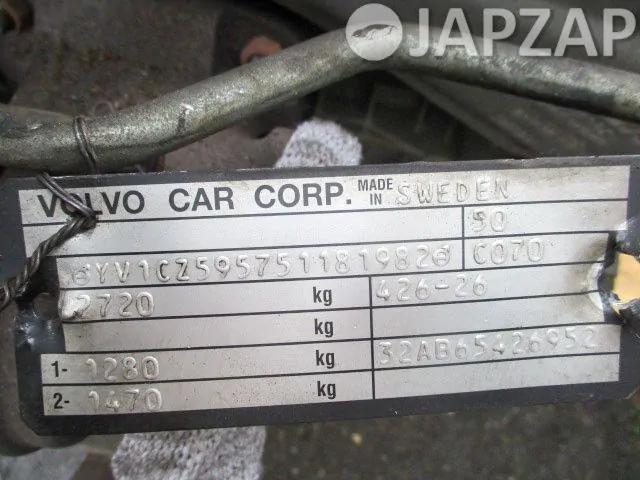 JAPZAP
VOLVO CAR CORP. MADE IN SWEDEN
50
YV1CZ595751181982 C070
2720 kg 426-26
kg
1- 1280 kg 32AB65426952
2- 1470 kg